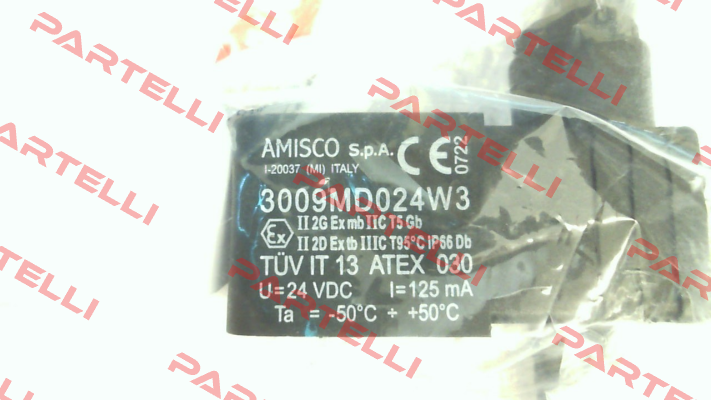 AMISCO S.p.A. CE 0722
I-20037 (MI) ITALY
3009MD024W3
Ex II 2G Ex mb IIC T5 Gb
II 2D Ex tb IIIC T95°C iP66 Db
TÜV IT 13 ATEX 030
U=24 VDC I=125 mA
Ta = -50°C ÷ +50°C
PARTELLI
PARTELLI
PARTELLI
PARTELLI
PARTELLI
PARTELLI
PARTELLI